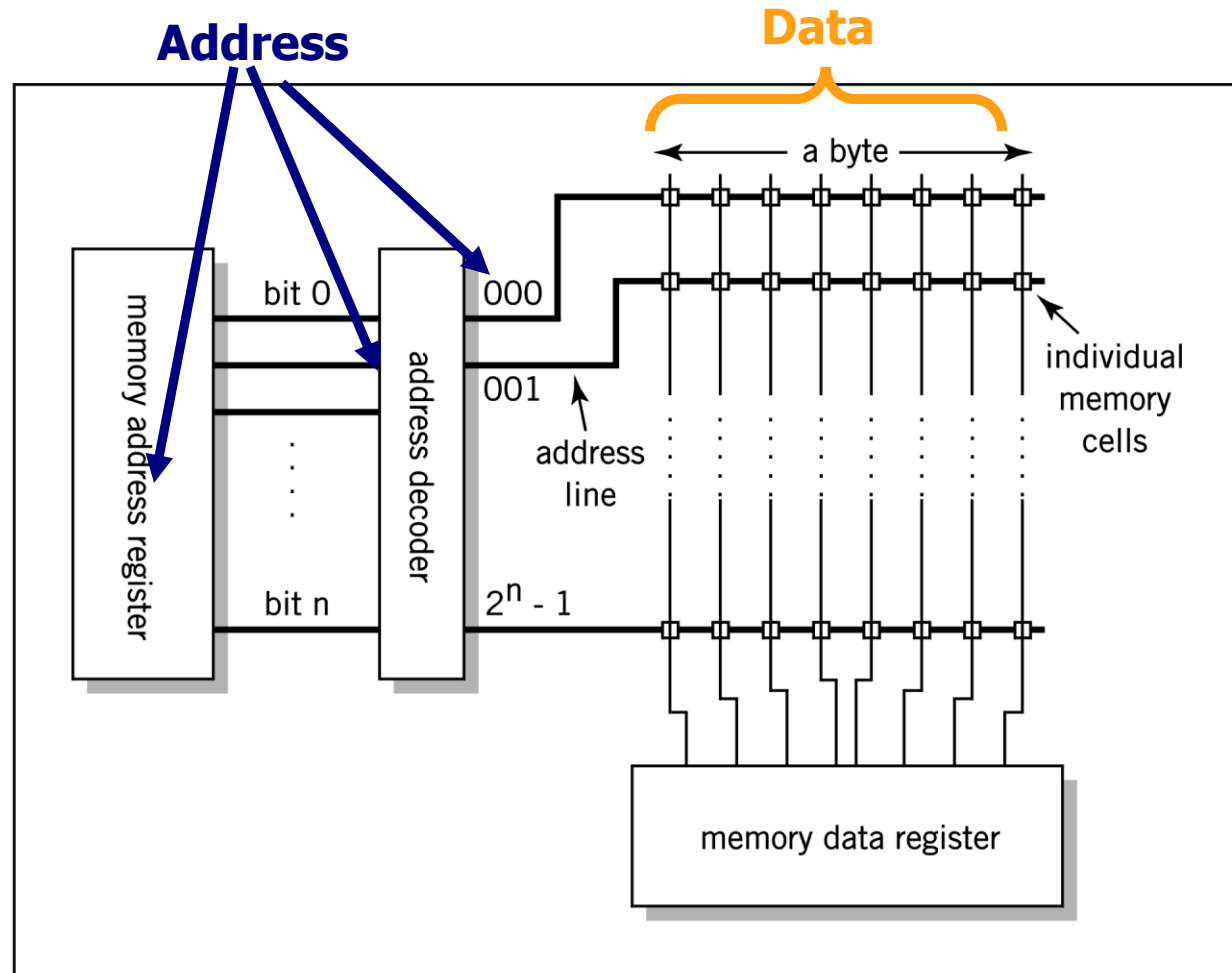 Address
Data
a byte
bit 0
000
001
address
line
individual
memory
cells
memory address register
address decoder
bit n
2ⁿ - 1
memory data register